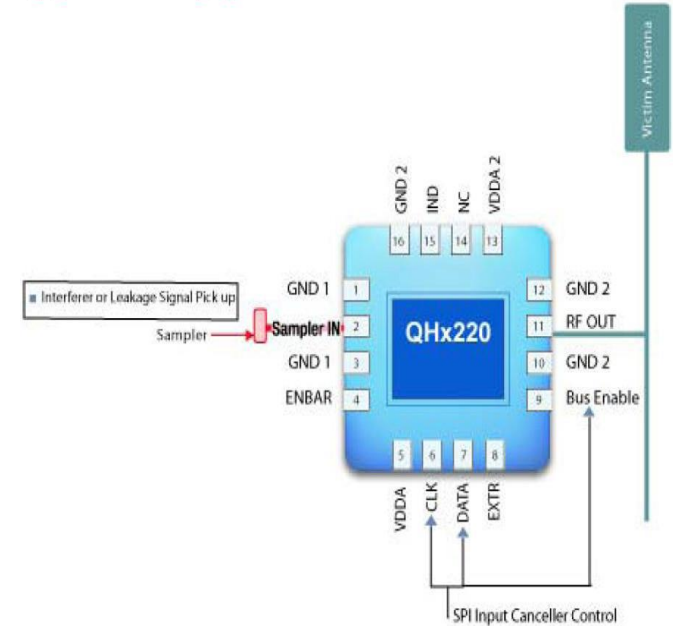 Victim Antenna
GND 2
IND
NC
VDDA 2
16
15
14
13
Interferer or Leakage Signal Pick up
Sampler
GND 1
1
Sampler IN
2
GND 1
3
ENBAR
4
QHx220
12
GND 2
11
RF OUT
10
GND 2
9
Bus Enable
5
6
7
8
VDDA
CLK
DATA
EXTR
SPI Input Canceller Control